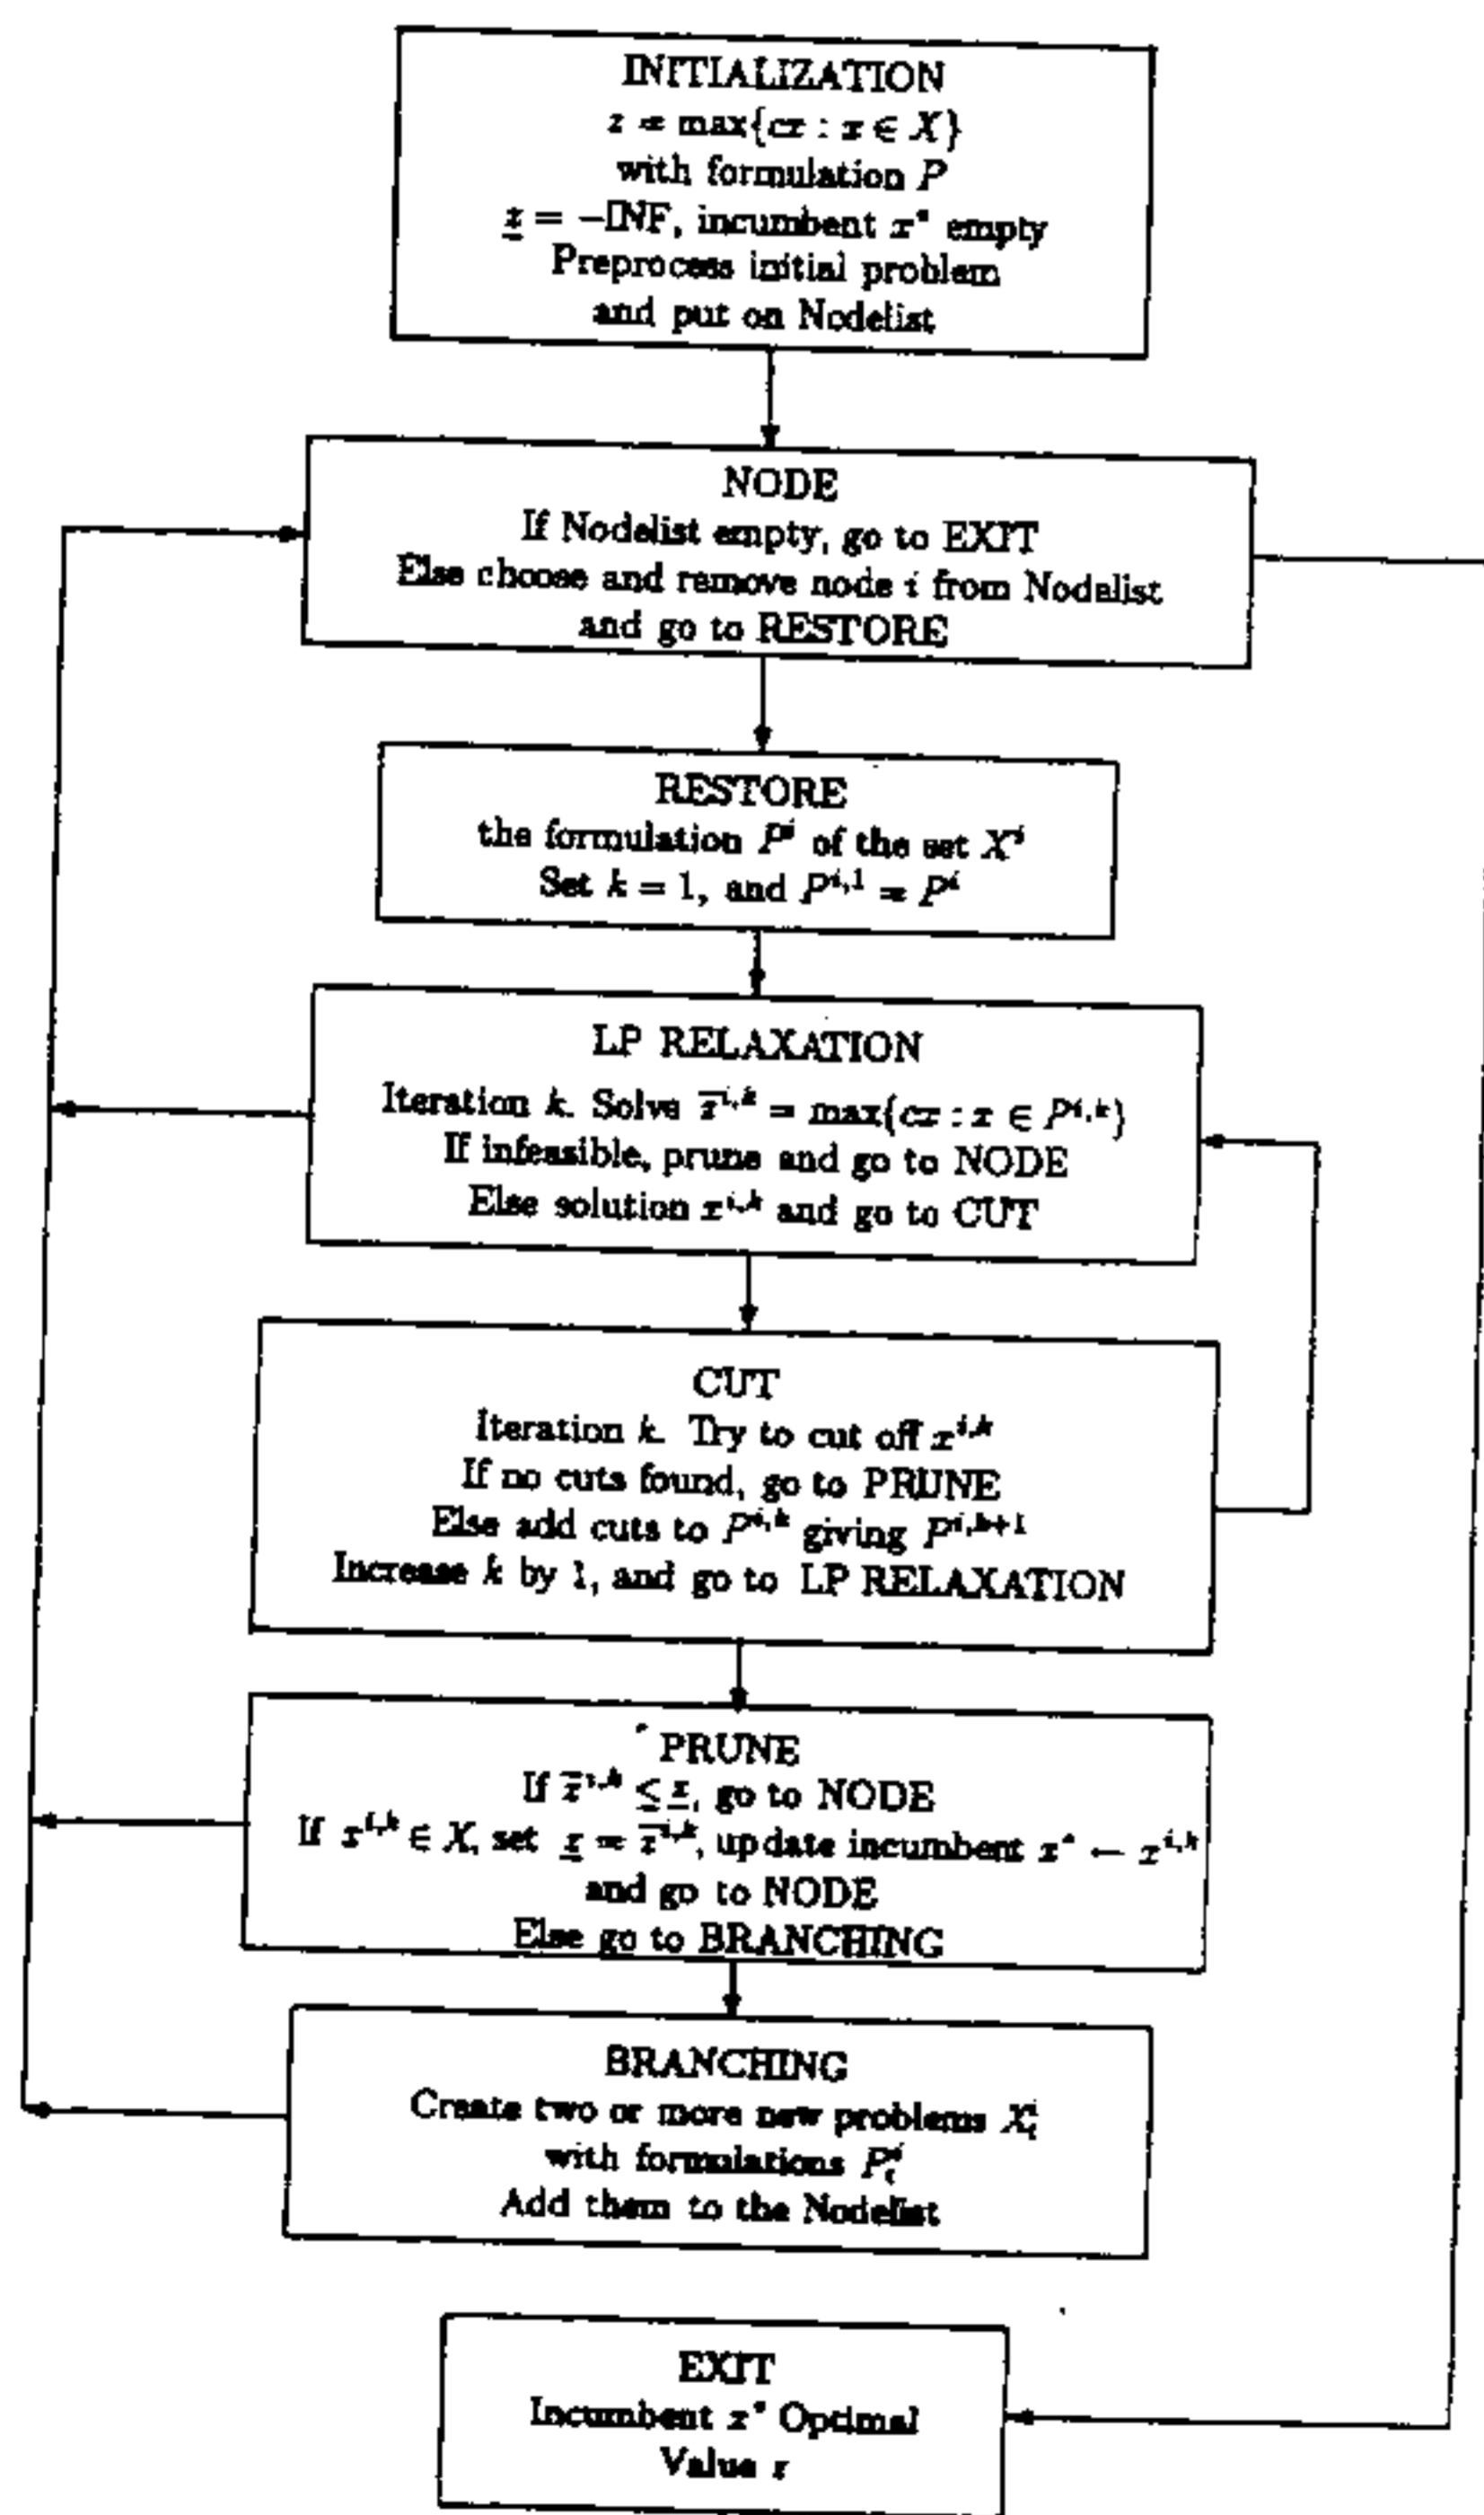 INITIALIZATION
z = max{cx : x ∈ X}
with formulation P
z̲ = −INF, incumbent x* empty
Preprocess initial problem
and put on Nodelist
NODE
If Nodelist empty, go to EXIT
Else choose and remove node i from Nodelist
and go to RESTORE
RESTORE
the formulation Pⁱ of the set Xⁱ
Set k = 1, and P^{i,1} = Pⁱ
LP RELAXATION
Iteration k. Solve z̄^{i,k} = max{cx : x ∈ P^{i,k}}
If infeasible, prune and go to NODE
Else solution x^{i,k} and go to CUT
CUT
Iteration k. Try to cut off x^{i,k}
If no cuts found, go to PRUNE
Else add cuts to P^{i,k} giving P^{i,k+1}
Increase k by 1, and go to LP RELAXATION
PRUNE
If z̄^{i,k} ≤ z̲, go to NODE
If x^{i,k} ∈ X, set z̲ = z̄^{i,k}, update incumbent x* ← x^{i,k}
and go to NODE
Else go to BRANCHING
BRANCHING
Create two or more new problems X_t^i
with formulations P_t^i
Add them to the Nodelist
EXIT
Incumbent x* Optimal
Value z